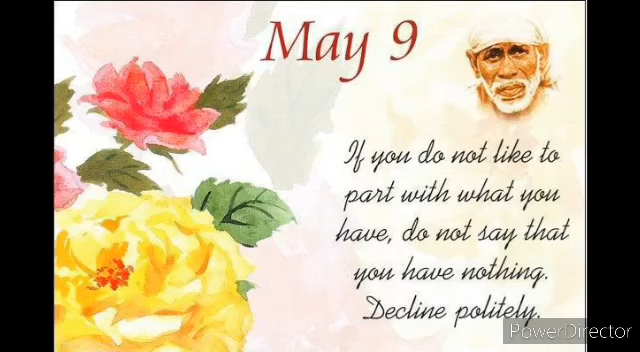 May 9
If you do not like to
part with what you
have, do not say that
you have nothing.
Decline politely.
PowerDirector